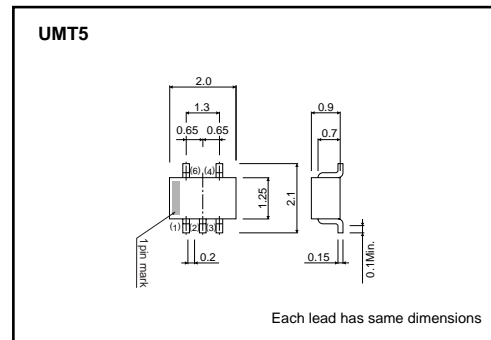 UMT5
2.0
1.3
0.9
0.65 0.65
0.7
(6) (4)
1.25
2.1
(1) (2) (3)
0.2
0.15
0.1Min.
1pin mark
Each lead has same dimensions